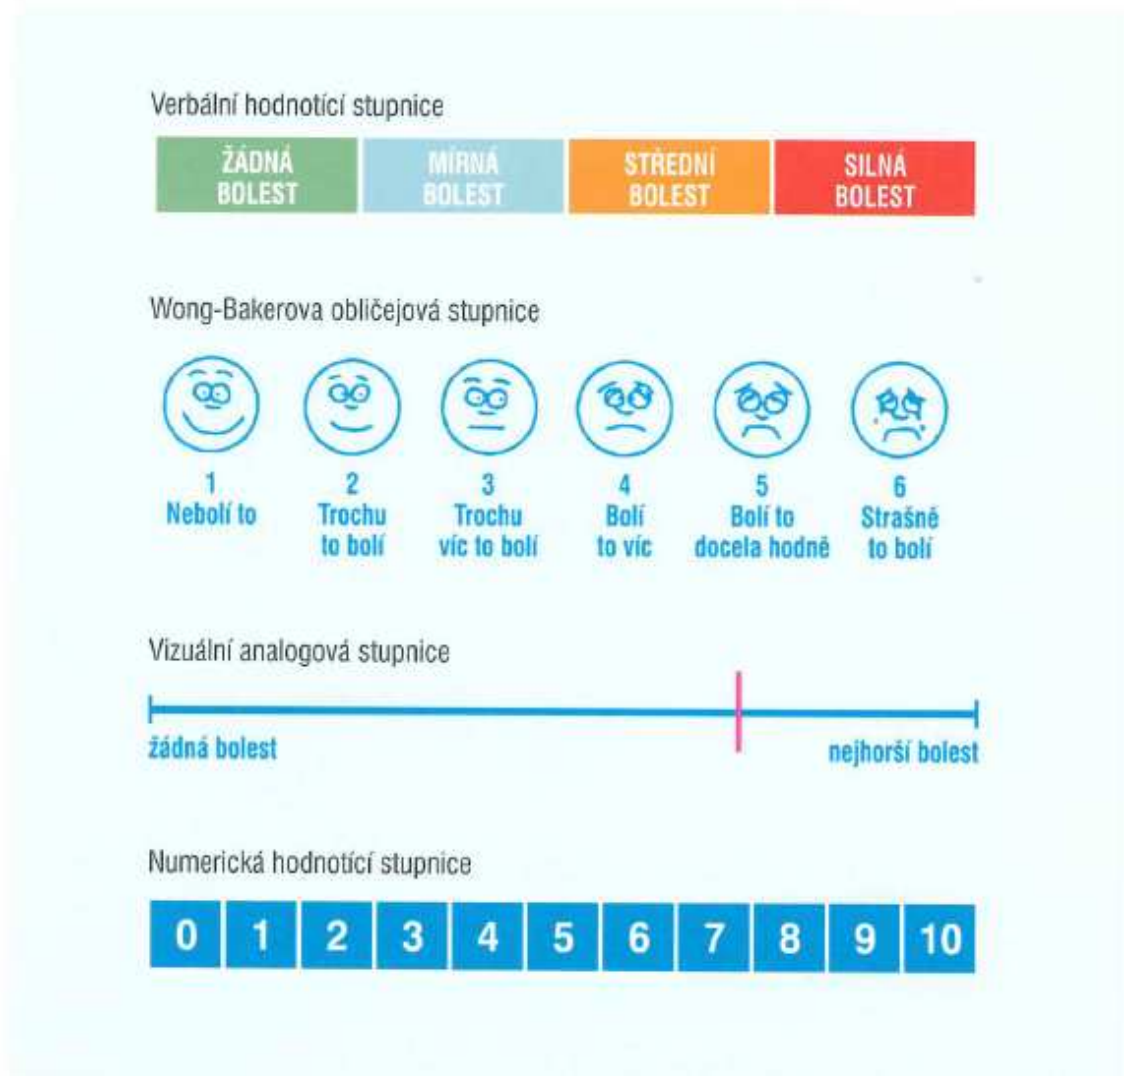 Verbální hodnotící stupnice
ŽÁDNÁ BOLEST
MÍRNÁ BOLEST
STŘEDNÍ BOLEST
SILNÁ BOLEST
Wong-Bakerova obličejová stupnice
1
Nebolí to
2
Trochu
to bolí
3
Trochu
víc to bolí
4
Bolí
to víc
5
Bolí to
docela hodně
6
Strašně
to bolí
Vizuální analogová stupnice
žádná bolest
nejhorší bolest
Numerická hodnotící stupnice
0 1 2 3 4 5 6 7 8 9 10